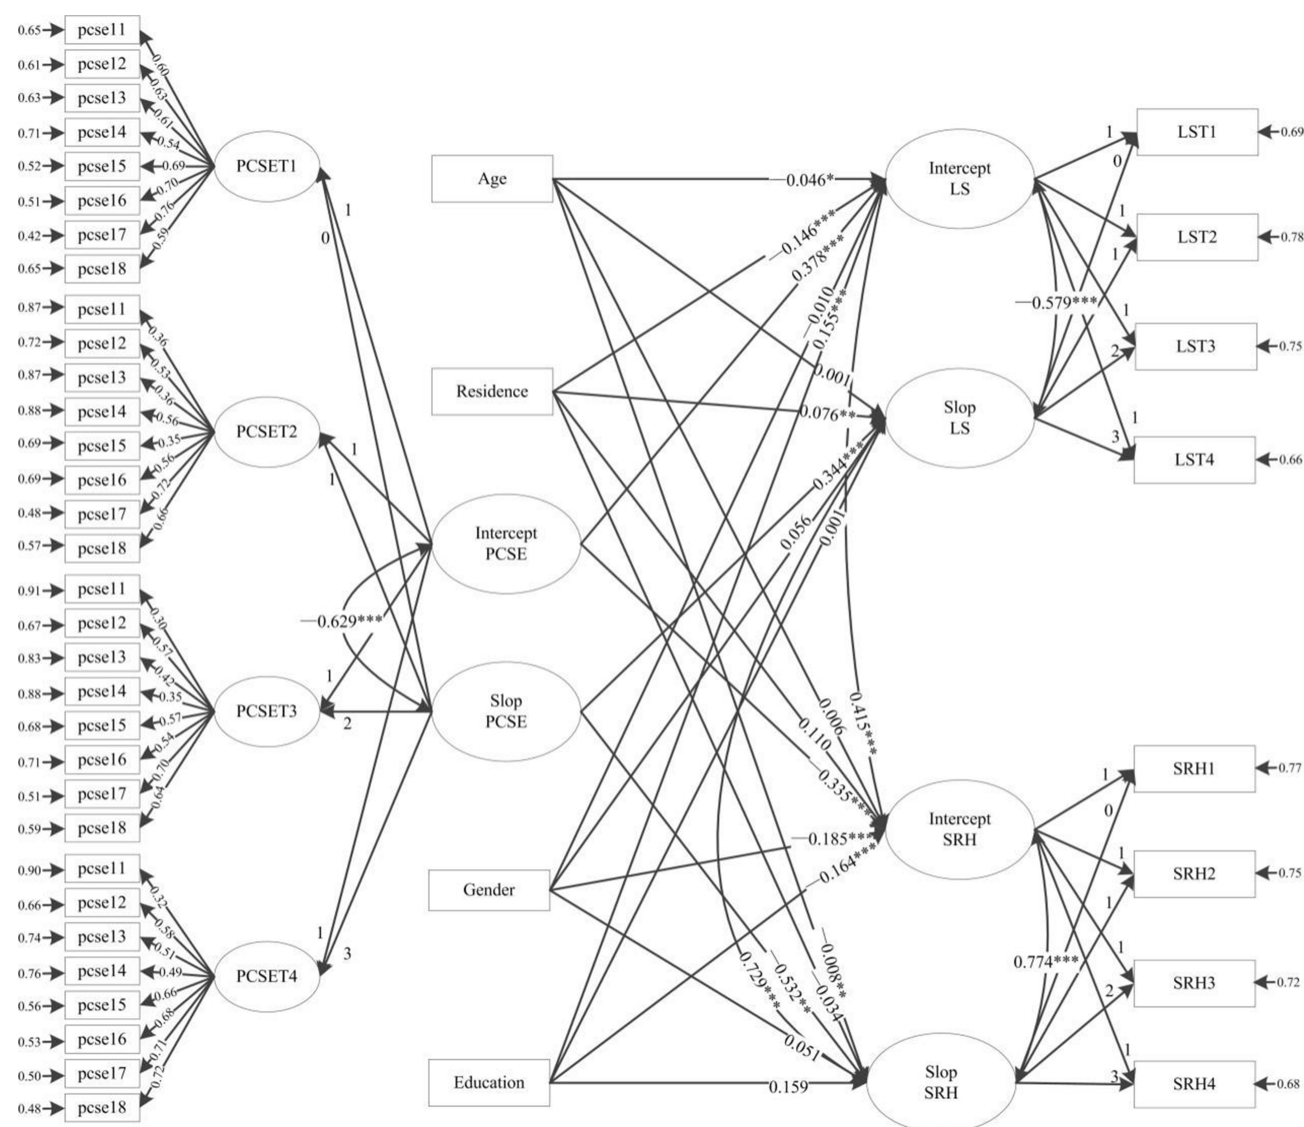 0.65 pcse11 0.60
0.61 pcse12 0.63
0.63 pcse13 0.61
0.71 pcse14 0.54
0.52 pcse15 0.69
0.51 pcse16 0.70
0.42 pcse17 0.76
0.65 pcse18 0.59
PCSET1
0.87 pcse11 0.36
0.72 pcse12 0.53
0.87 pcse13 0.36
0.88 pcse14 0.56
0.69 pcse15 0.35
0.69 pcse16 0.56
0.48 pcse17 0.72
0.57 pcse18 0.66
PCSET2
0.91 pcse11 0.30
0.67 pcse12 0.57
0.83 pcse13 0.42
0.88 pcse14 0.35
0.68 pcse15 0.57
0.71 pcse16 0.54
0.51 pcse17 0.70
0.59 pcse18 0.64
PCSET3
0.90 pcse11 0.32
0.66 pcse12 0.58
0.74 pcse13 0.51
0.76 pcse14 0.49
0.56 pcse15 0.66
0.53 pcse16 0.68
0.50 pcse17 0.71
0.48 pcse18 0.72
PCSET4
1
0
1
1
1
2
1
3
Intercept
PCSE
−0.629***
Slop
PCSE
Age
Residence
Gender
Education
−0.046*
−0.146***
0.378***
−0.010
0.155***
0.001
0.076**
0.344***
0.056
0.001
0.415***
0.006
0.110
−0.335***
−0.185***
−0.164***
−0.008**
−0.034
−0.532**
0.729***
0.051
0.159
Intercept
LS
Slop
LS
−0.579***
1
0
1
1
1
2
1
3
LST1 0.69
LST2 0.78
LST3 0.75
LST4 0.66
Intercept
SRH
Slop
SRH
0.774***
1
0
1
1
1
2
1
3
SRH1 0.77
SRH2 0.75
SRH3 0.72
SRH4 0.68